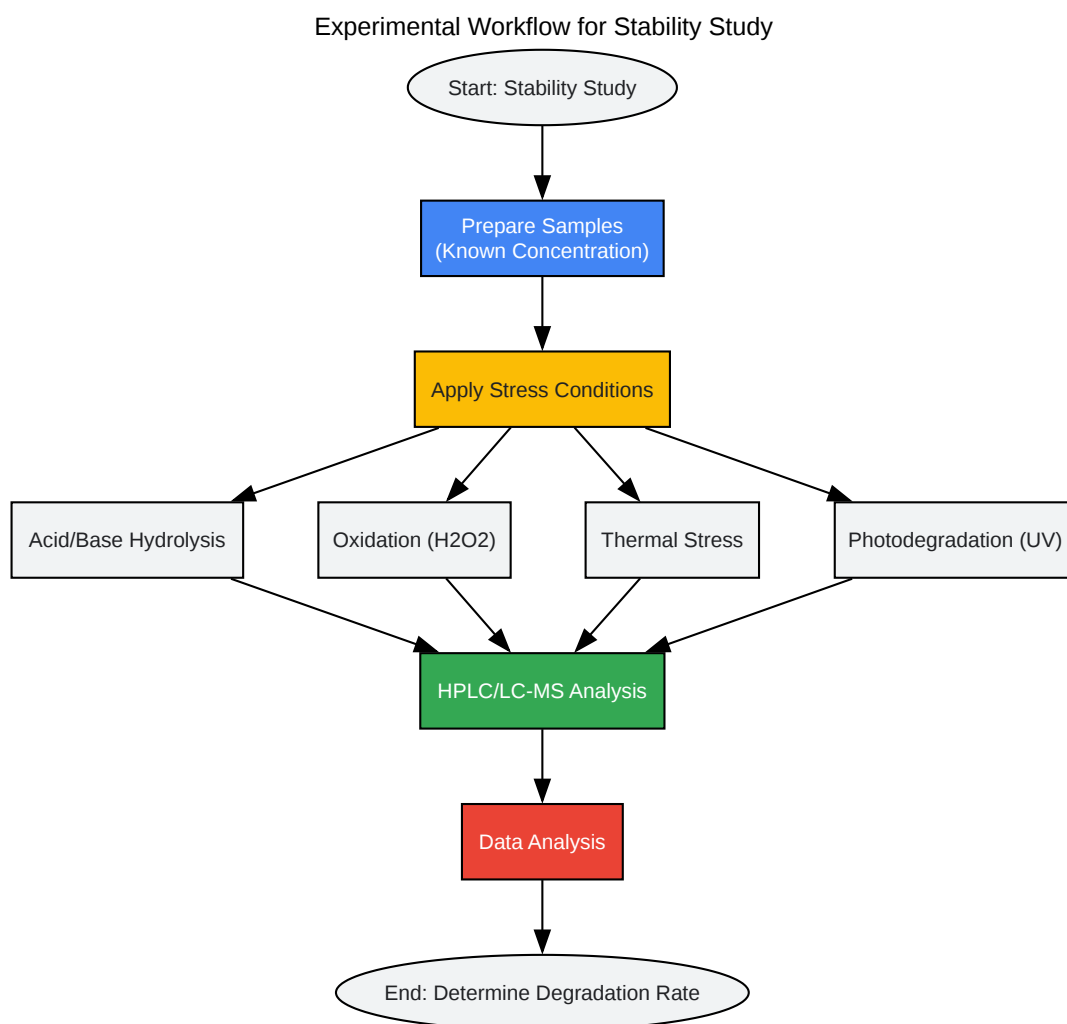 Experimental Workflow for Stability Study
Start: Stability Study
Prepare Samples
(Known Concentration)
Apply Stress Conditions
Acid/Base Hydrolysis
Oxidation (H2O2)
Thermal Stress
Photodegradation (UV)
HPLC/LC-MS Analysis
Data Analysis
End: Determine Degradation Rate